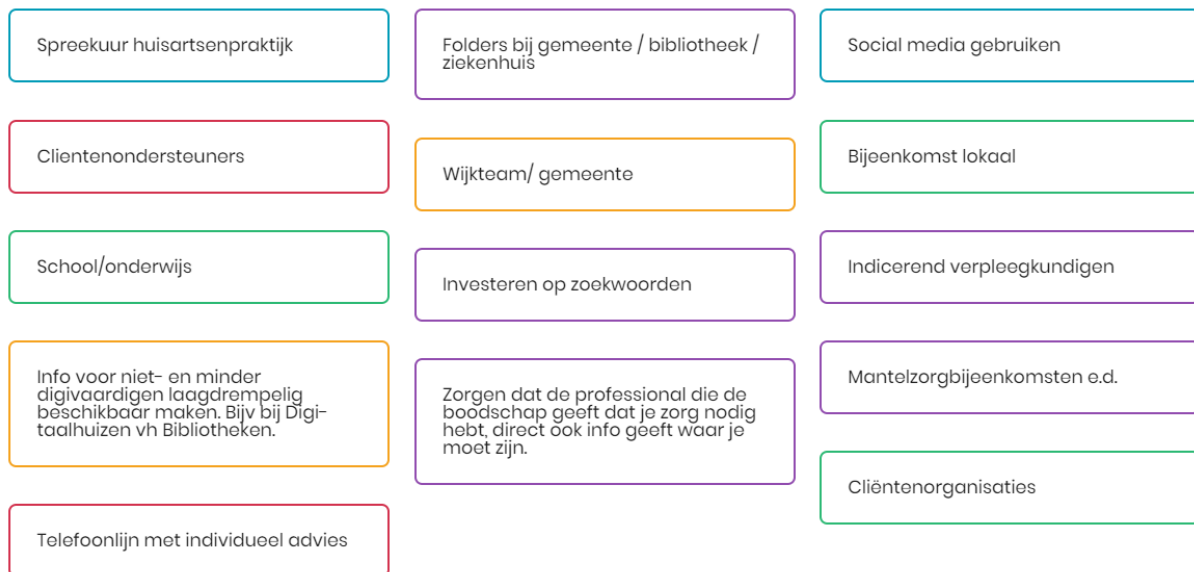 Spreekuur huisartsenpraktijk
Clientenondersteuners
School/onderwijs
Info voor niet- en minder
digivaardigen laagdrempelig
beschikbaar maken. Bijv bij Digi-
taalhuizen vh Bibliotheken.
Telefoonlijn met individueel advies
Folders bij gemeente / bibliotheek /
ziekenhuis
Wijkteam/ gemeente
Investeren op zoekwoorden
Zorgen dat de professional die de
boodschap geeft dat je zorg nodig
hebt, direct ook info geeft waar je
moet zijn.
Social media gebruiken
Bijeenkomst lokaal
Indicerend verpleegkundigen
Mantelzorgbijeenkomsten e.d.
Cliëntenorganisaties